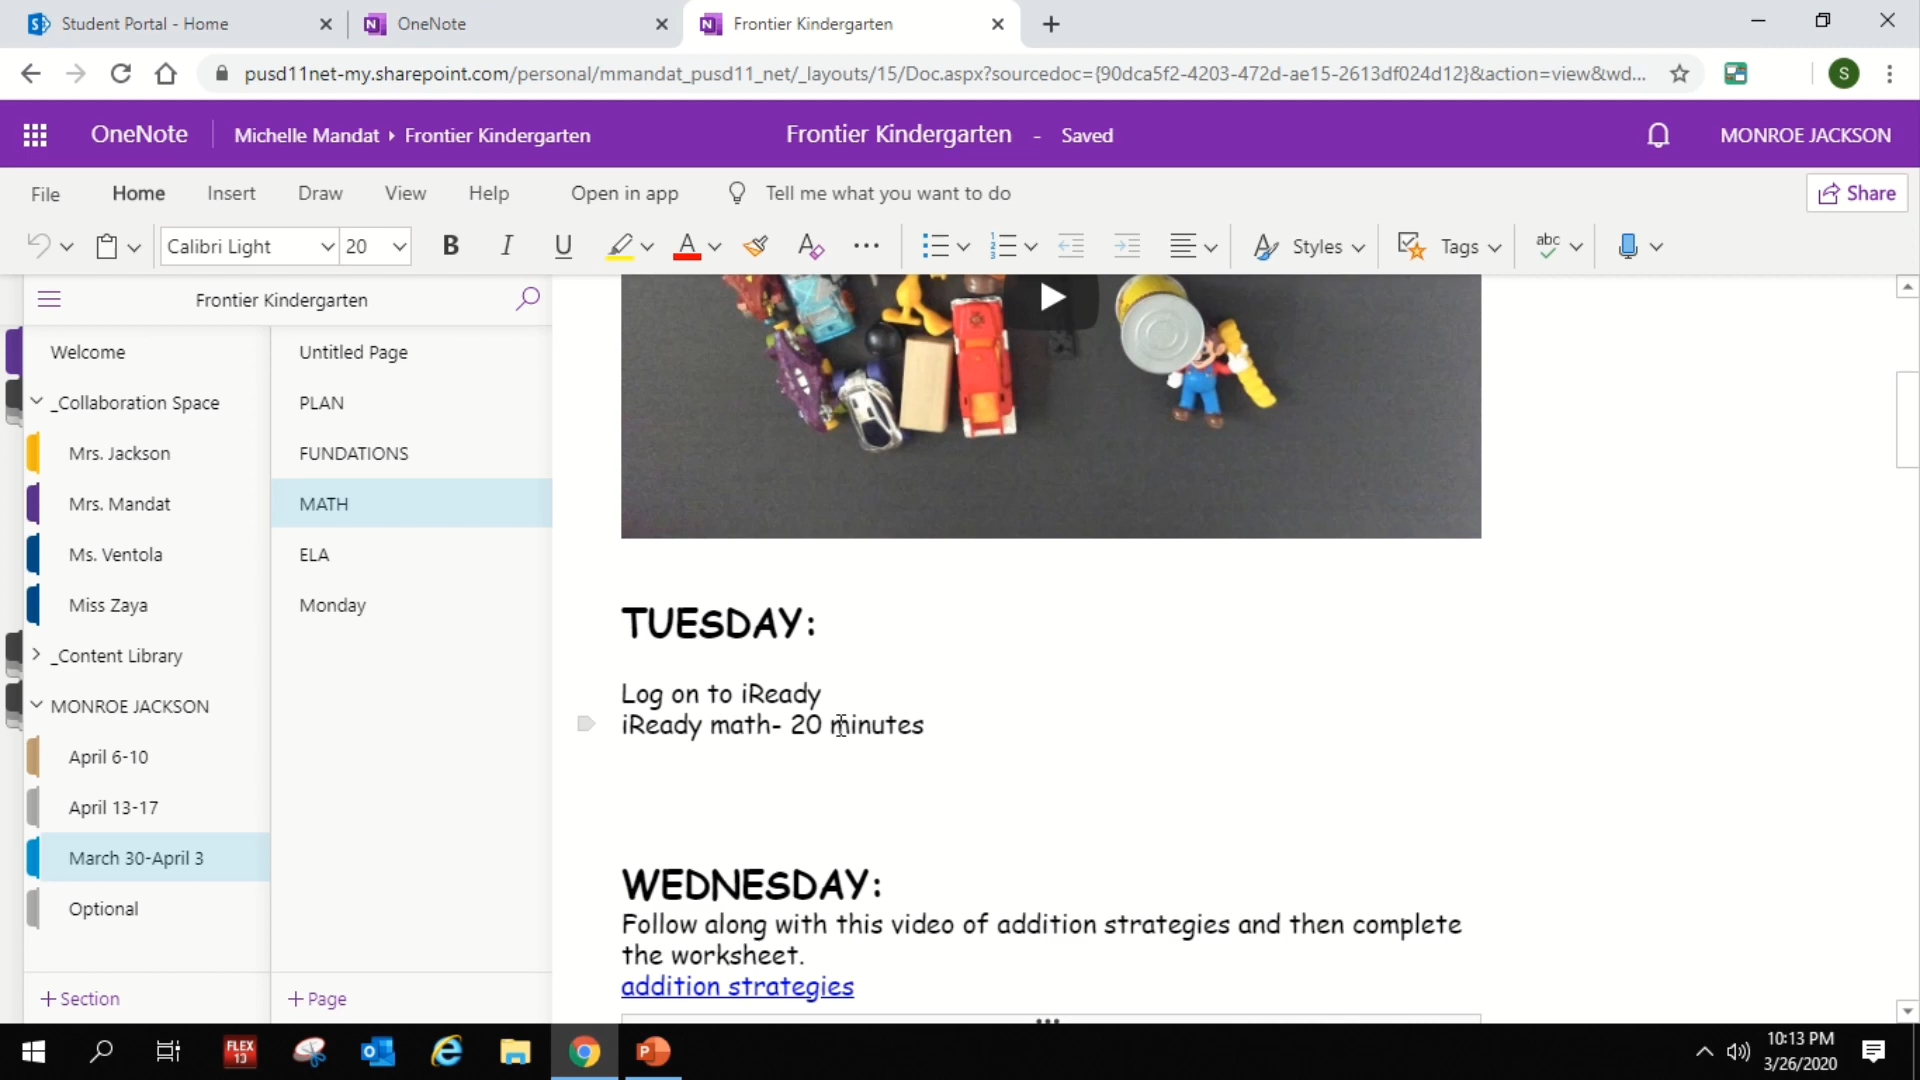 Student Portal - Home
OneNote
Frontier Kindergarten
pusd11net-my.sharepoint.com/personal/mmandat_pusd11_net/_layouts/15/Doc.aspx?sourcedoc={90dca5f2-4203-472d-ae15-2613df024d12}&action=view&wd...
S
OneNote
Michelle Mandat
Frontier Kindergarten
Frontier Kindergarten - Saved
MONROE JACKSON
File
Home
Insert
Draw
View
Help
Open in app
Tell me what you want to do
Share
Calibri Light
20
B
I
U
A
A
Styles
Tags
abc
Frontier Kindergarten
Welcome
_Collaboration Space
Mrs. Jackson
Mrs. Mandat
Ms. Ventola
Miss Zaya
_Content Library
MONROE JACKSON
April 6-10
April 13-17
March 30-April 3
Optional
+ Section
Untitled Page
PLAN
FUNDATIONS
MATH
ELA
Monday
+ Page
TUESDAY:
Log on to iReady
iReady math- 20 minutes
WEDNESDAY:
Follow along with this video of addition strategies and then complete
the worksheet.
addition strategies
FLEX
13
10:13 PM
3/26/2020